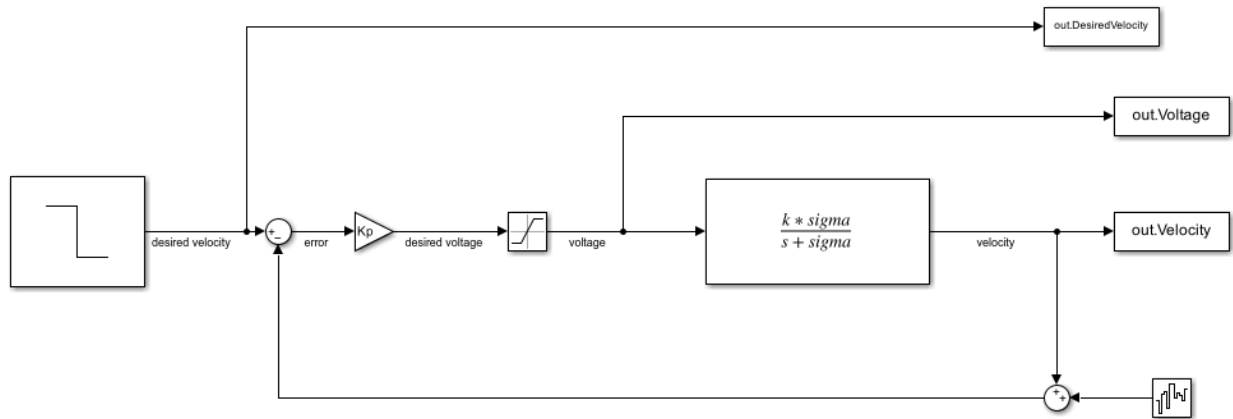 out.DesiredVelocity
out.Voltage
desired velocity
+
−
error
Kp
desired voltage
voltage
k * sigma
s + sigma
velocity
out.Velocity
+
+